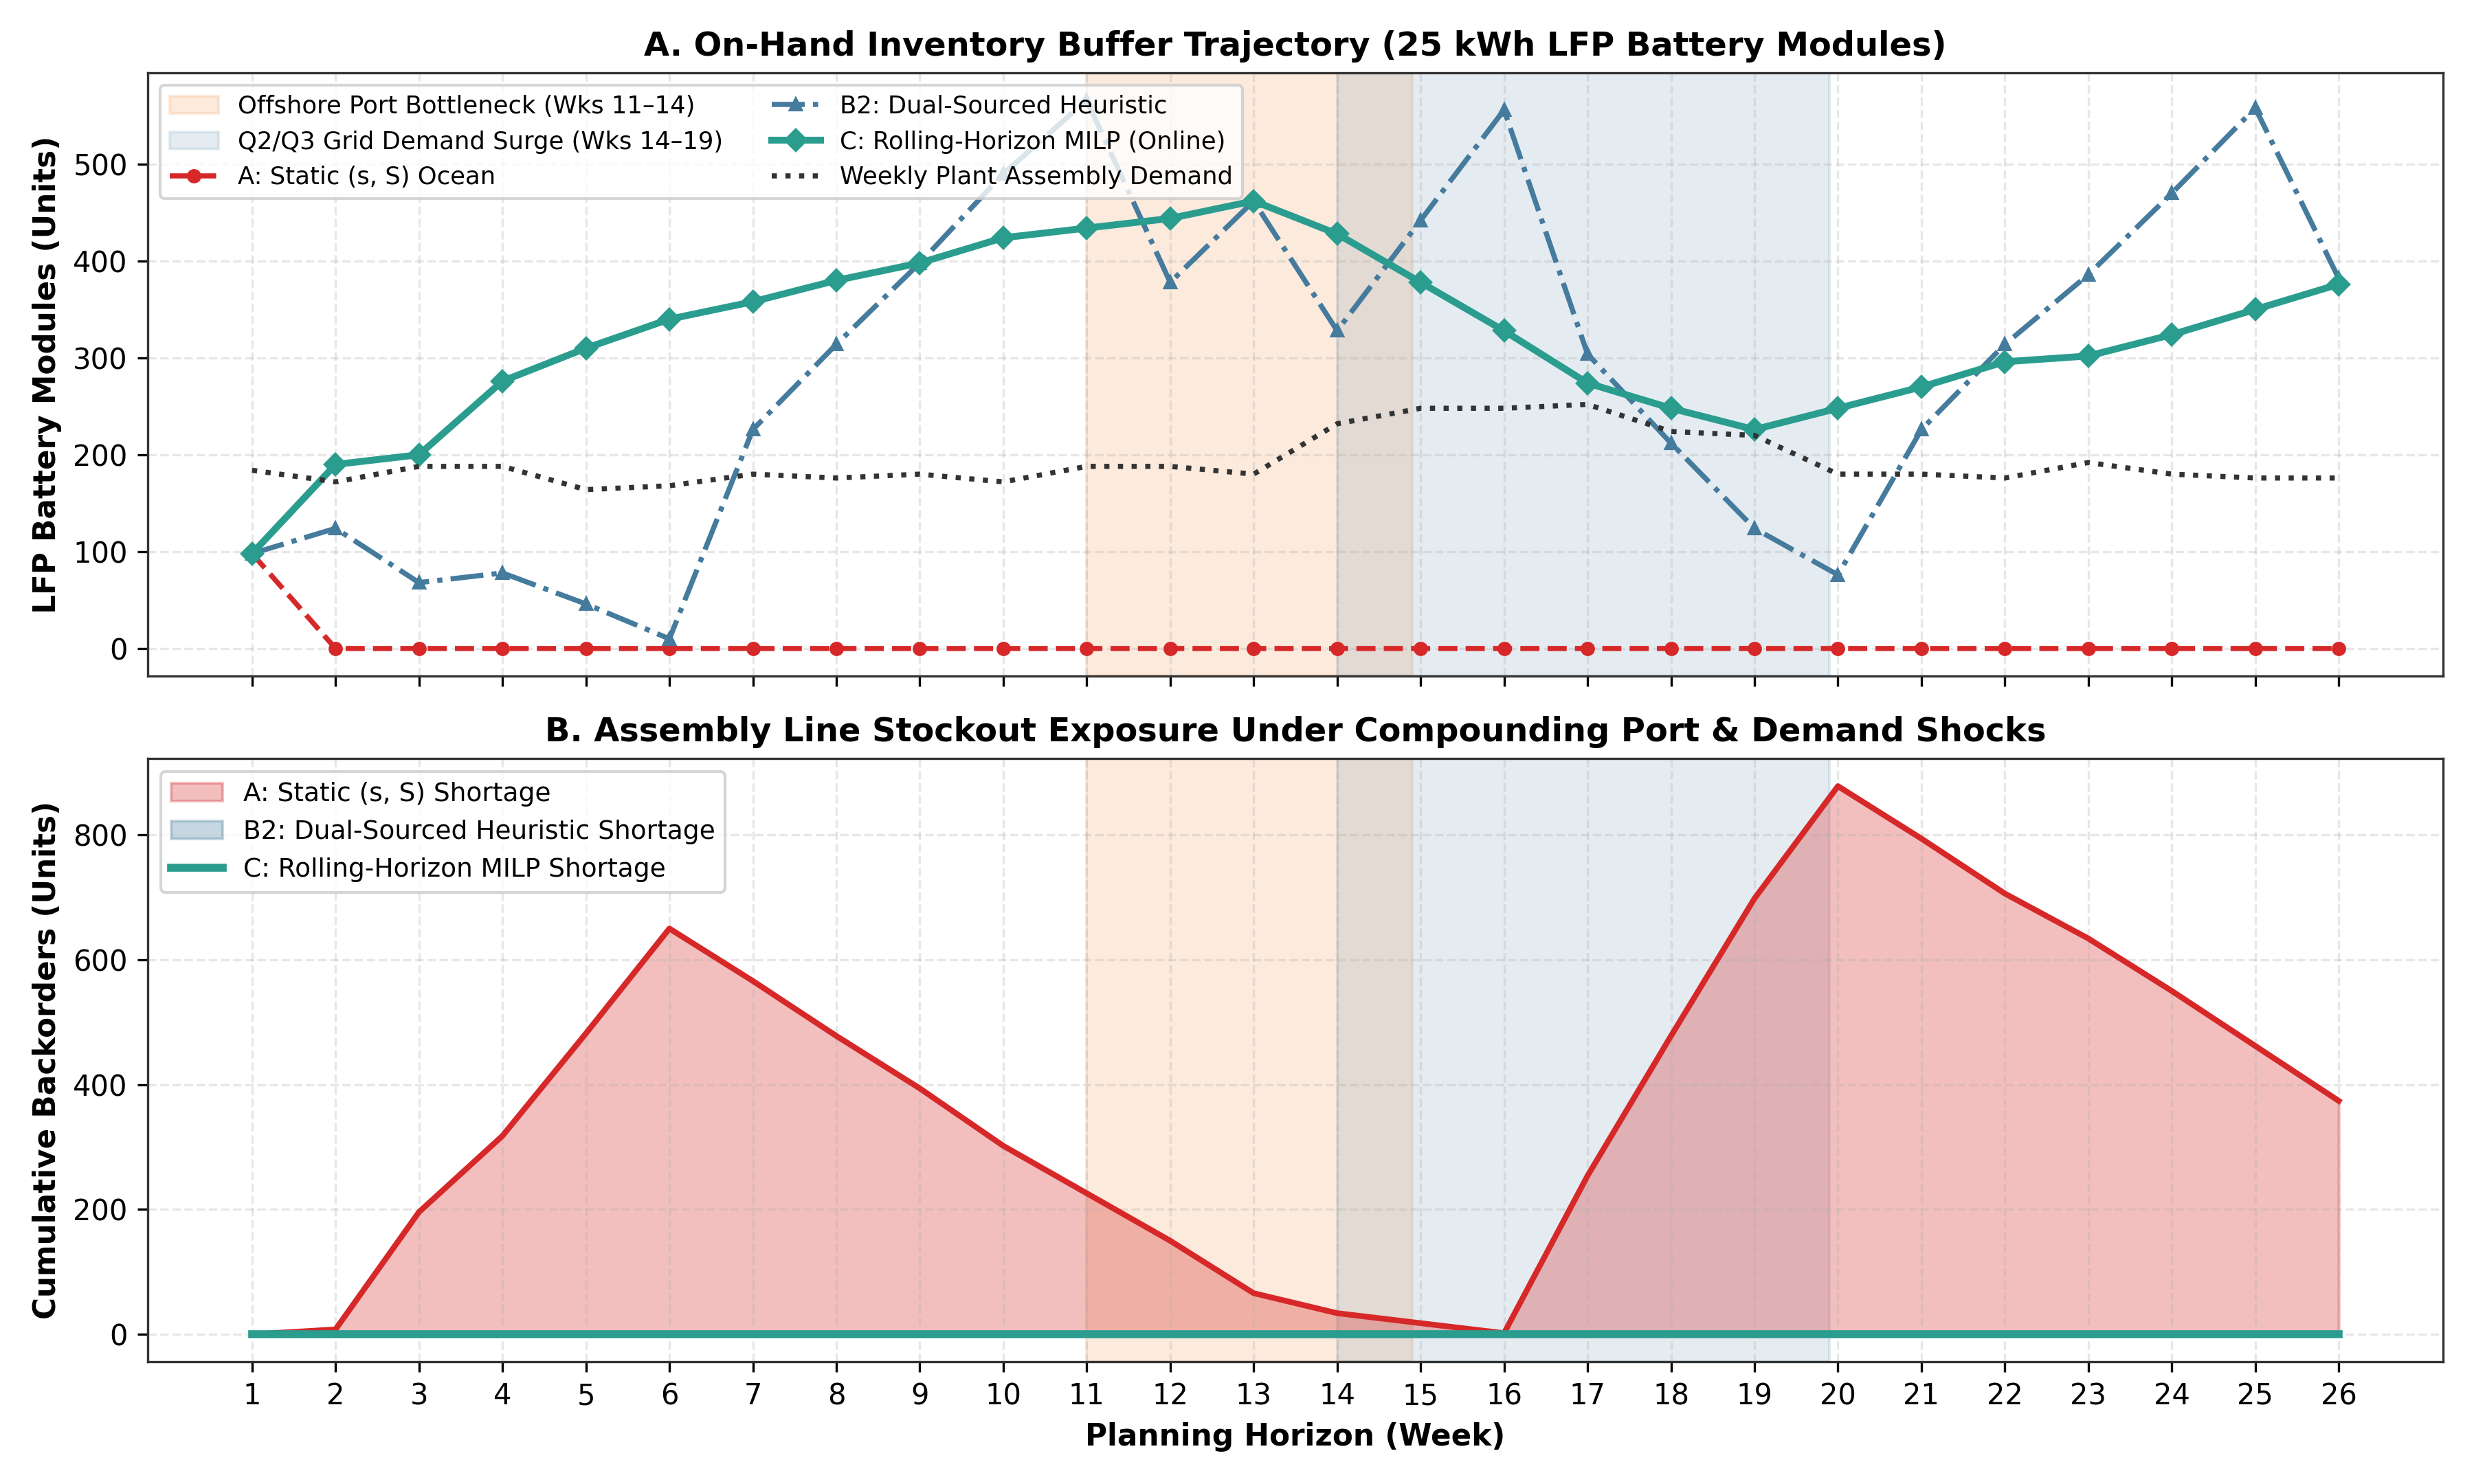 A. On-Hand Inventory Buffer Trajectory (25 kWh LFP Battery Modules)
LFP Battery Modules (Units)
500
400
300
200
100
0
Offshore Port Bottleneck (Wks 11–14)
Q2/Q3 Grid Demand Surge (Wks 14–19)
A: Static (s, S) Ocean
B2: Dual-Sourced Heuristic
C: Rolling-Horizon MILP (Online)
Weekly Plant Assembly Demand
B. Assembly Line Stockout Exposure Under Compounding Port & Demand Shocks
Cumulative Backorders (Units)
800
600
400
200
0
A: Static (s, S) Shortage
B2: Dual-Sourced Heuristic Shortage
C: Rolling-Horizon MILP Shortage
1 2 3 4 5 6 7 8 9 10 11 12 13 14 15 16 17 18 19 20 21 22 23 24 25 26
Planning Horizon (Week)